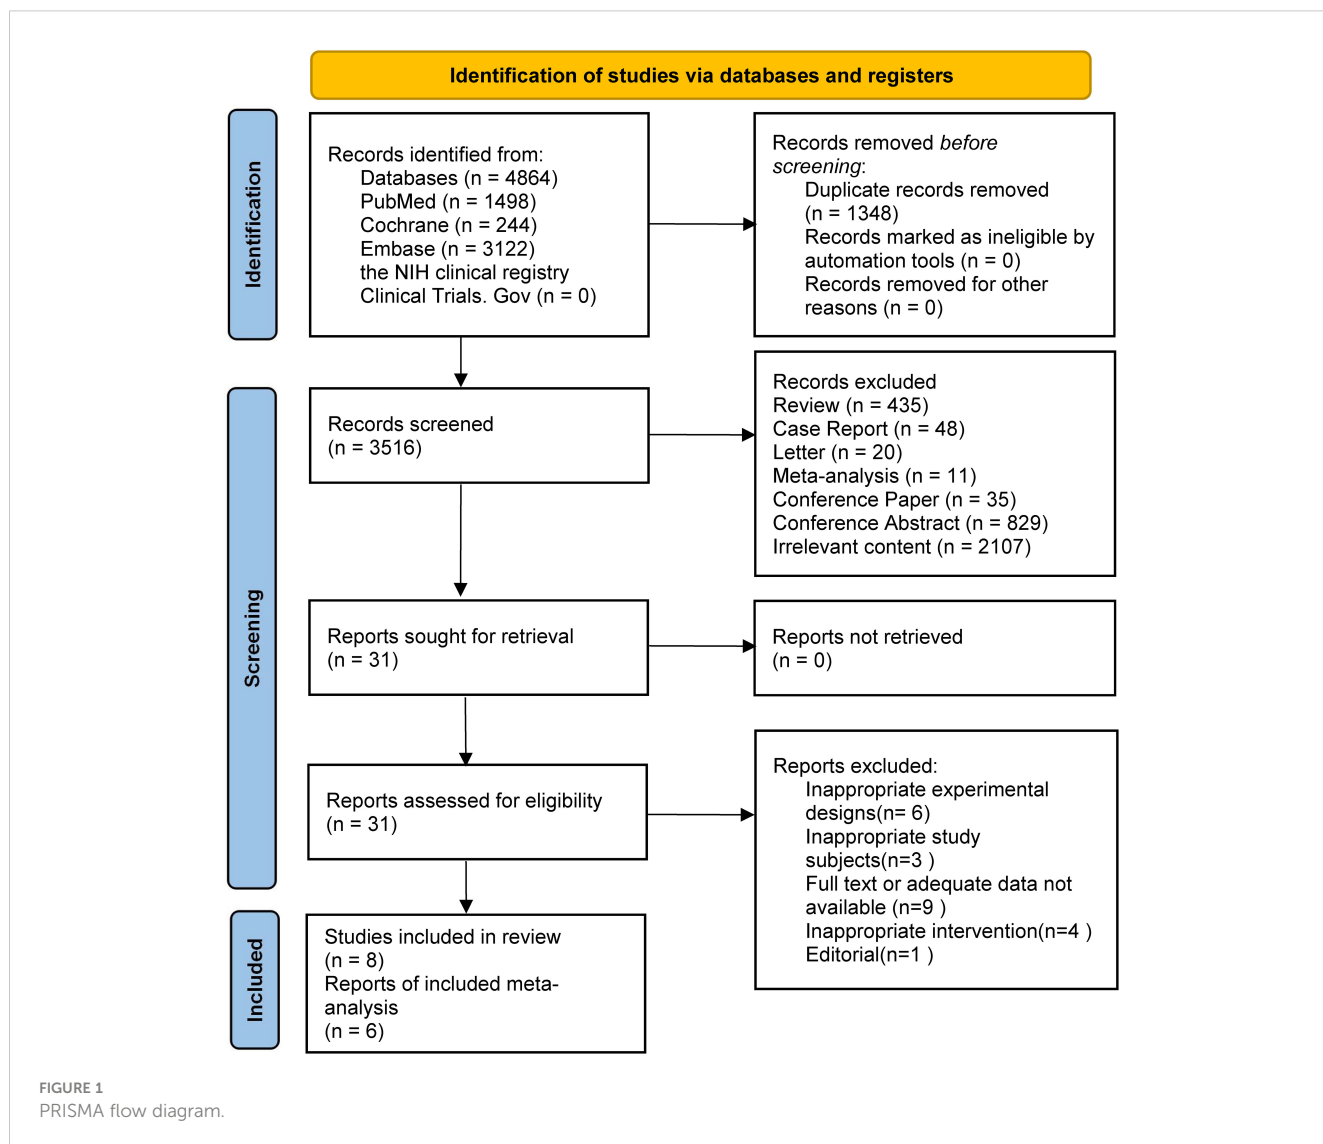 Identification of studies via databases and registers
Identification
Records identified from:
Databases (n = 4864)
PubMed (n = 1498)
Cochrane (n = 244)
Embase (n = 3122)
the NIH clinical registry
Clinical Trials. Gov (n = 0)
Records removed before
screening:
Duplicate records removed
(n = 1348)
Records marked as ineligible by
automation tools (n = 0)
Records removed for other
reasons (n = 0)
Screening
Records screened
(n = 3516)
Records excluded
Review (n = 435)
Case Report (n = 48)
Letter (n = 20)
Meta-analysis (n = 11)
Conference Paper (n = 35)
Conference Abstract (n = 829)
Irrelevant content (n = 2107)
Reports sought for retrieval
(n = 31)
Reports not retrieved
(n = 0)
Reports assessed for eligibility
(n = 31)
Reports excluded:
Inappropriate experimental
designs(n= 6)
Inappropriate study
subjects(n=3 )
Full text or adequate data not
available (n=9 )
Inappropriate intervention(n=4 )
Editorial(n=1 )
Included
Studies included in review
(n = 8)
Reports of included meta-
analysis
(n = 6)
FIGURE 1
PRISMA flow diagram.